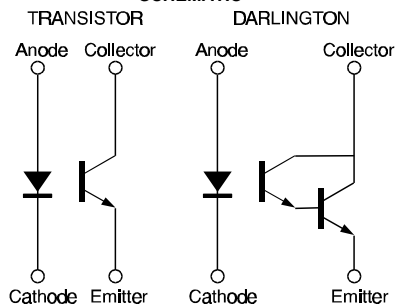 TRANSISTOR DARLINGTON
Anode Collector Anode Collector
Cathode Emitter Cathode Emitter